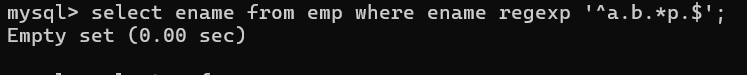 mysql> select ename from emp where ename regexp '^a.b.*p.$';
Empty set (0.00 sec)